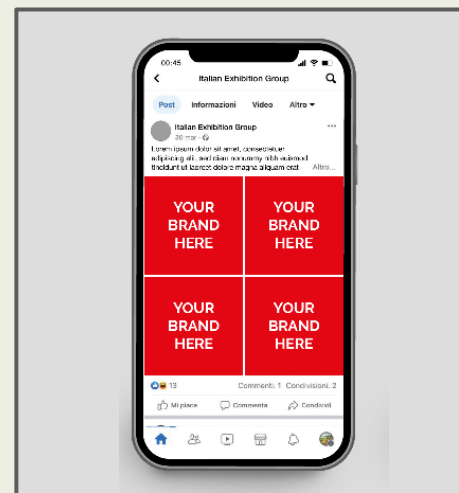 00:45
Italian Exhibition Group
Post Informazioni Video Altro
Italian Exhibition Group
30 mar
Lorem ipsum dolor sit amet, consectetuer
adipiscing elit, sed diam nonummy nibh euismod
tincidunt ut laoreet dolore magna aliquam erat Altro...
YOUR
BRAND
HERE
YOUR
BRAND
HERE
YOUR
BRAND
HERE
YOUR
BRAND
HERE
13 Commenti: 1 Condivisioni: 2
Mi piace Commenta Condividi